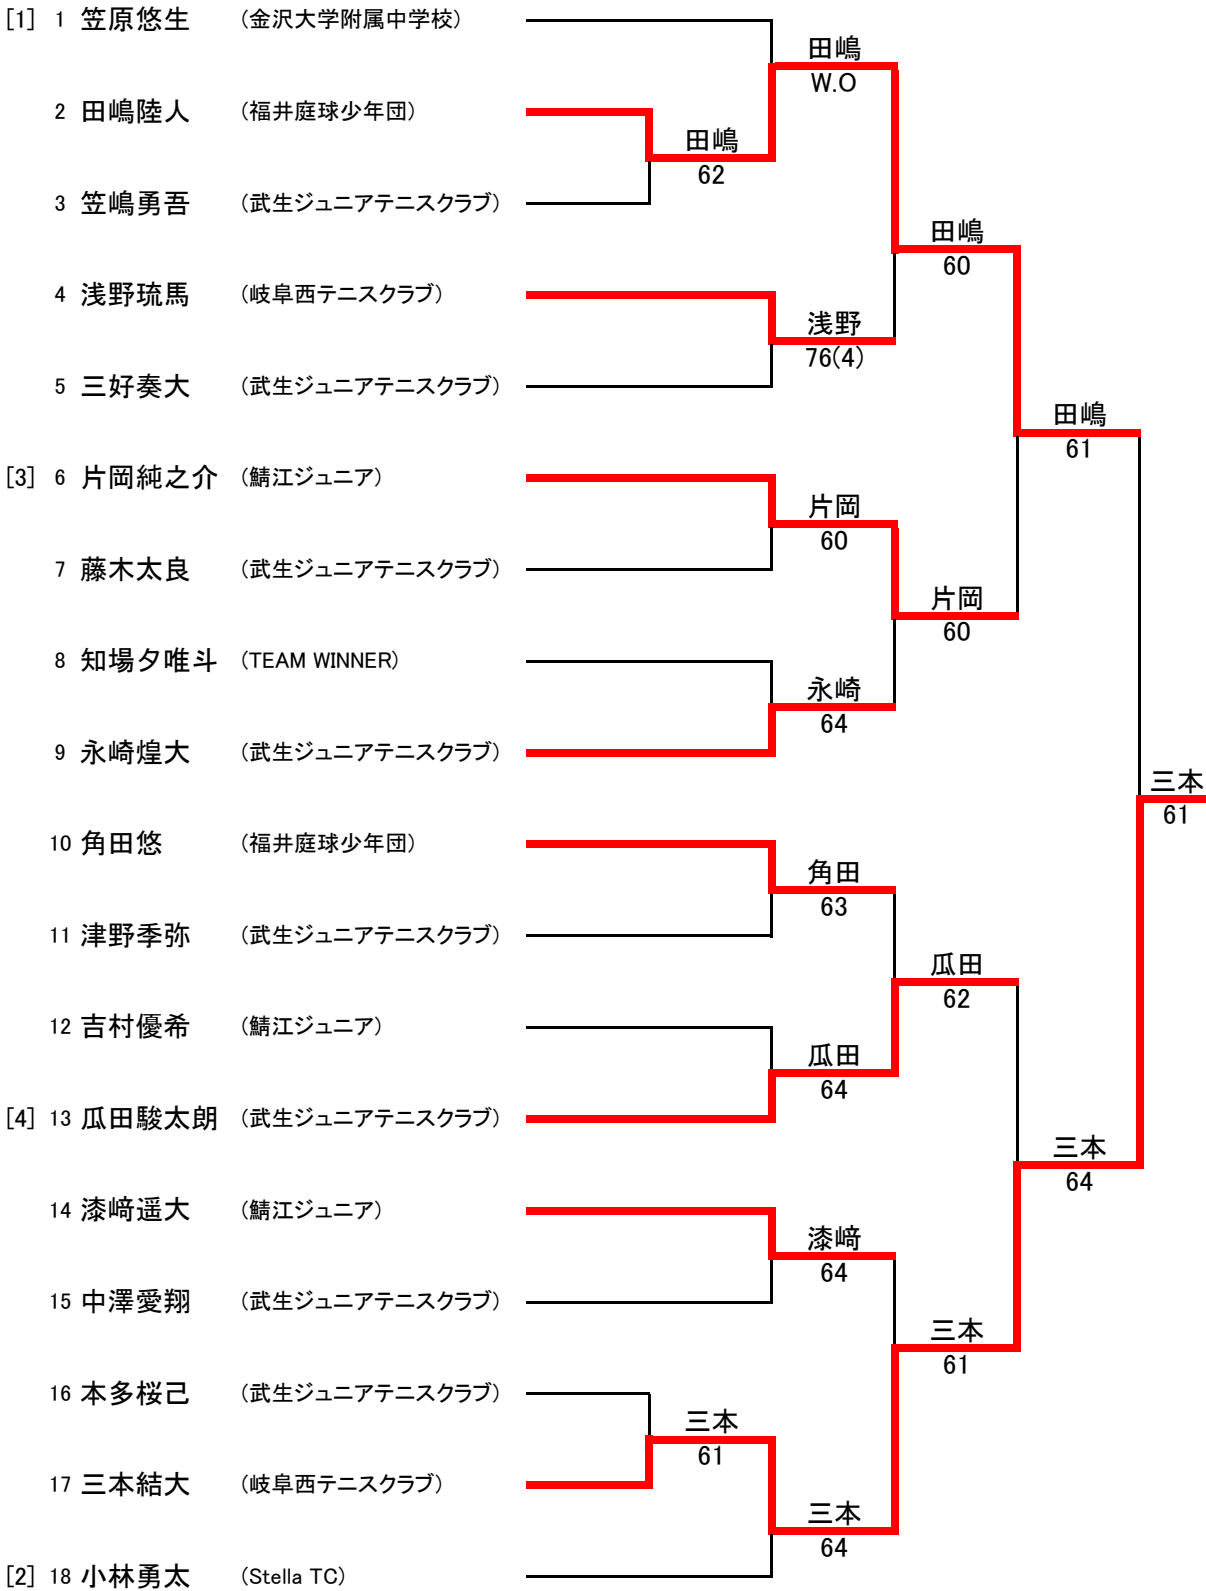 [1] 1 笠原悠生 (金沢大学附属中学校)
田嶋
W.O
2 田嶋陸人 (福井庭球少年団)
田嶋
62
3 笠嶋勇吾 (武生ジュニアテニスクラブ)
田嶋
60
4 浅野琉馬 (岐阜西テニスクラブ)
浅野
76(4)
5 三好奏大 (武生ジュニアテニスクラブ)
田嶋
61
[3] 6 片岡純之介 (鯖江ジュニア)
片岡
60
7 藤木太良 (武生ジュニアテニスクラブ)
片岡
60
8 知場夕唯斗 (TEAM WINNER)
永崎
64
9 永崎煌大 (武生ジュニアテニスクラブ)
三本
61
10 角田悠 (福井庭球少年団)
角田
63
11 津野季弥 (武生ジュニアテニスクラブ)
瓜田
62
12 吉村優希 (鯖江ジュニア)
瓜田
64
[4] 13 瓜田駿太朗 (武生ジュニアテニスクラブ)
三本
64
14 漆﨑遥大 (鯖江ジュニア)
漆﨑
64
15 中澤愛翔 (武生ジュニアテニスクラブ)
三本
61
16 本多桜己 (武生ジュニアテニスクラブ)
三本
61
17 三本結大 (岐阜西テニスクラブ)
三本
64
[2] 18 小林勇太 (Stella TC)